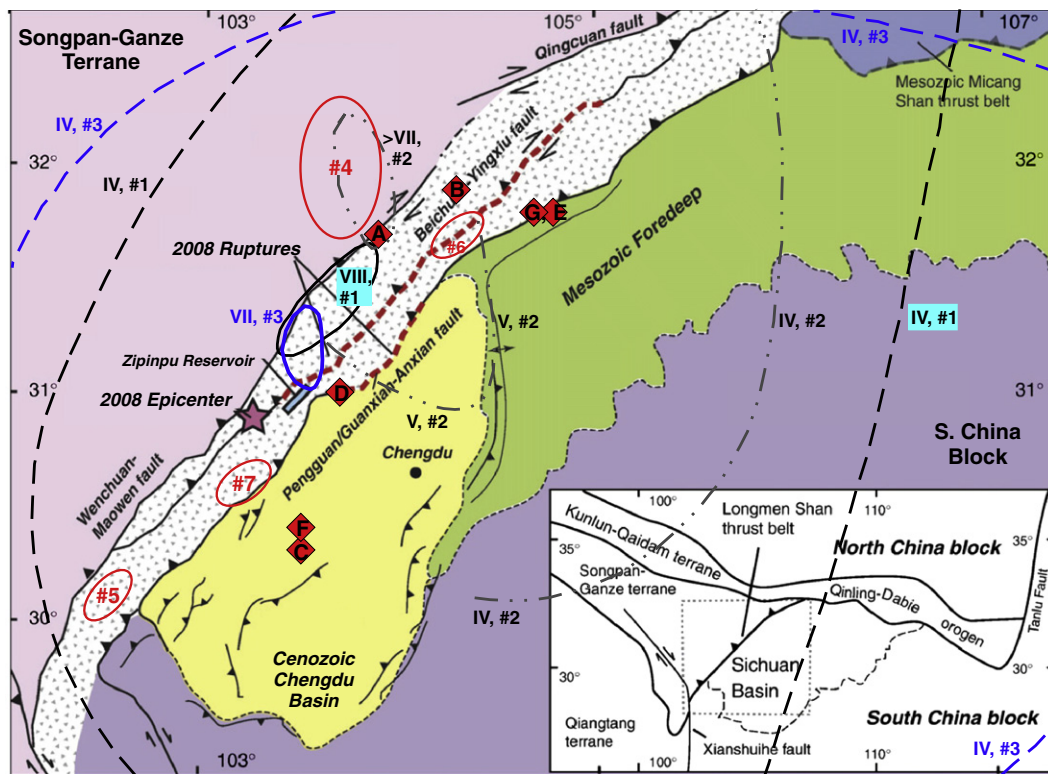 103°
105°
107°
Songpan-Ganze
Terrane
Qingcuan fault
IV, #3
Mesozoic Micang
Shan thrust belt
IV, #3
>VII,
#2
IV, #1
32°
32°
#4
B
Beichuan-Yingxiu-fault
G, E
A
#6
2008 Ruptures
Mesozoic Foredeep
VIII,
#1
VII, #3
V, #2
IV, #2
IV, #1
Zipinpu Reservoir
31°
31°
2008 Epicenter
D
V, #2
Pengguan/Guanxian-Anxian fault
Chengdu
S. China
Block
Wenchuan-
Maowen fault
#7
F
C
#5
30°
IV, #2
Cenozoic
Chengdu
Basin
103°
100°
Longmen Shan
thrust belt
110°
35°
35°
Kunlun-Qaidam terrane
North China block
Songpan-
Ganze terrane
Qinling-Dabie
orogen
Tanlu Fault
30°
30°
Sichuan
Basin
Qiangtang
terrane
South China block
Xianshuihe fault
100°
110°
IV, #3